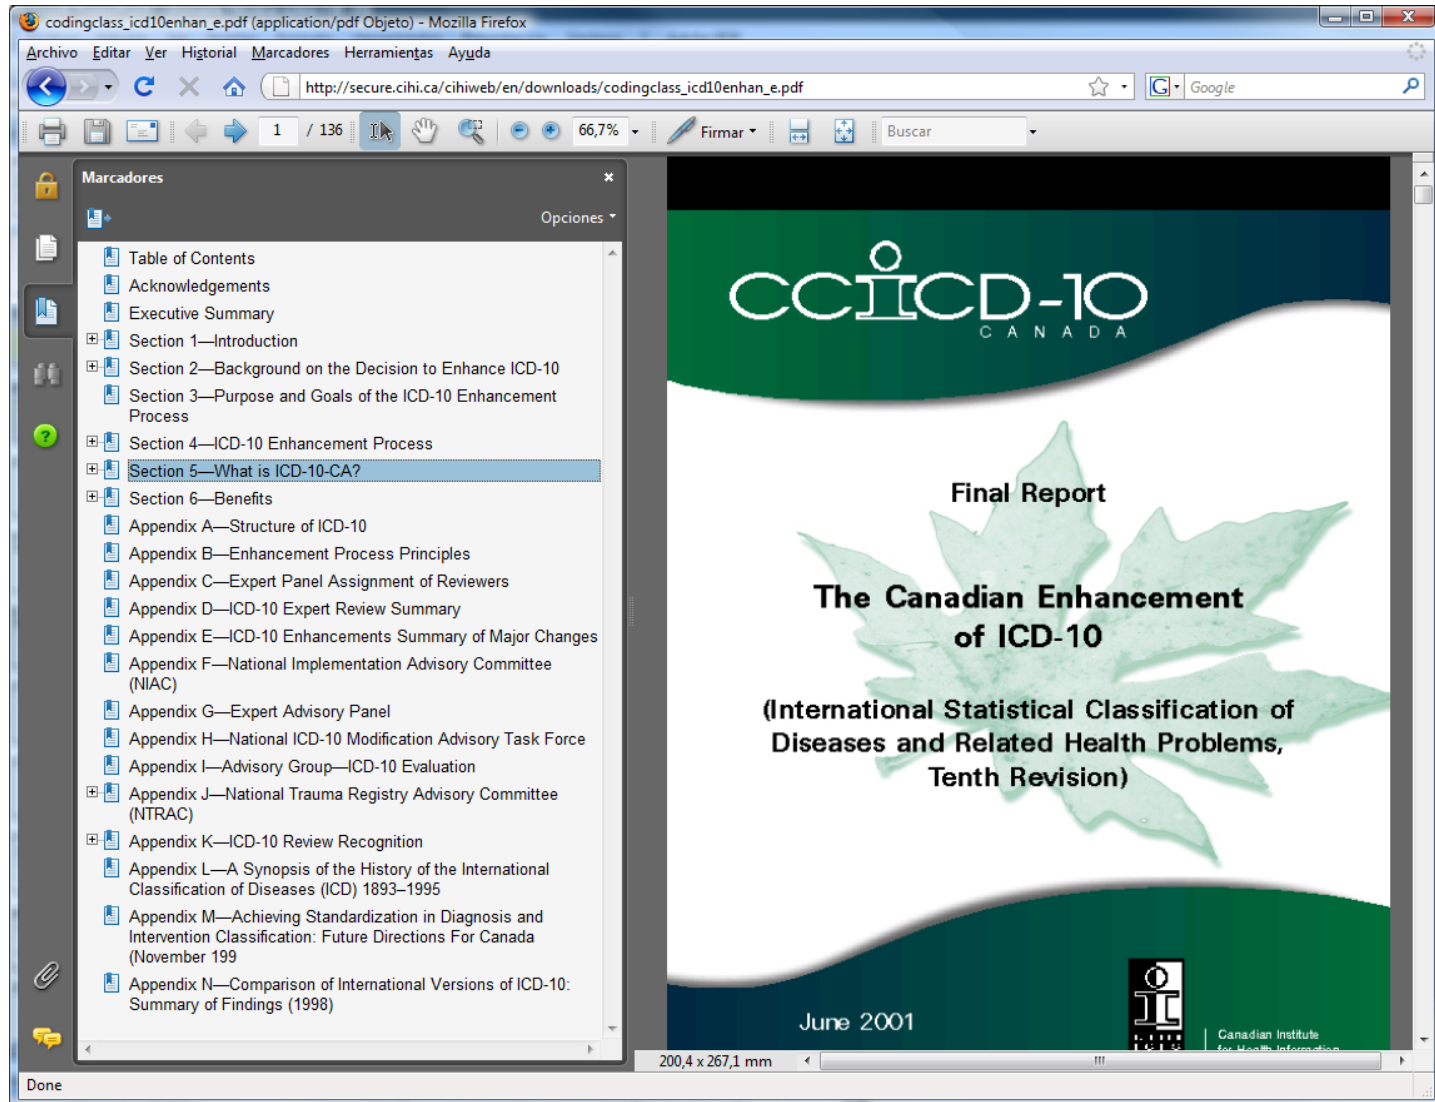 codingclass_icd10enhan_e.pdf (application/pdf Objeto) - Mozilla Firefox
Archivo Editar Ver Historial Marcadores Herramientas Ayuda
http://secure.cihi.ca/cihiweb/en/downloads/codingclass_icd10enhan_e.pdf
G Google
1 / 136 66,7% Firmar Buscar
Marcadores
Opciones
Table of Contents
Acknowledgements
Executive Summary
Section 1—Introduction
Section 2—Background on the Decision to Enhance ICD-10
Section 3—Purpose and Goals of the ICD-10 Enhancement
Process
Section 4—ICD-10 Enhancement Process
Section 5—What is ICD-10-CA?
Section 6—Benefits
Appendix A—Structure of ICD-10
Appendix B—Enhancement Process Principles
Appendix C—Expert Panel Assignment of Reviewers
Appendix D—ICD-10 Expert Review Summary
Appendix E—ICD-10 Enhancements Summary of Major Changes
Appendix F—National Implementation Advisory Committee
(NIAC)
Appendix G—Expert Advisory Panel
Appendix H—National ICD-10 Modification Advisory Task Force
Appendix I—Advisory Group—ICD-10 Evaluation
Appendix J—National Trauma Registry Advisory Committee
(NTRAC)
Appendix K—ICD-10 Review Recognition
Appendix L—A Synopsis of the History of the International
Classification of Diseases (ICD) 1893–1995
Appendix M—Achieving Standardization in Diagnosis and
Intervention Classification: Future Directions For Canada
(November 199
Appendix N—Comparison of International Versions of ICD-10:
Summary of Findings (1998)
CCiICD-10
CANADA
Final Report
The Canadian Enhancement
of ICD-10
(International Statistical Classification of
Diseases and Related Health Problems,
Tenth Revision)
June 2001
Canadian Institute
for Health Information
200,4 x 267,1 mm
Done